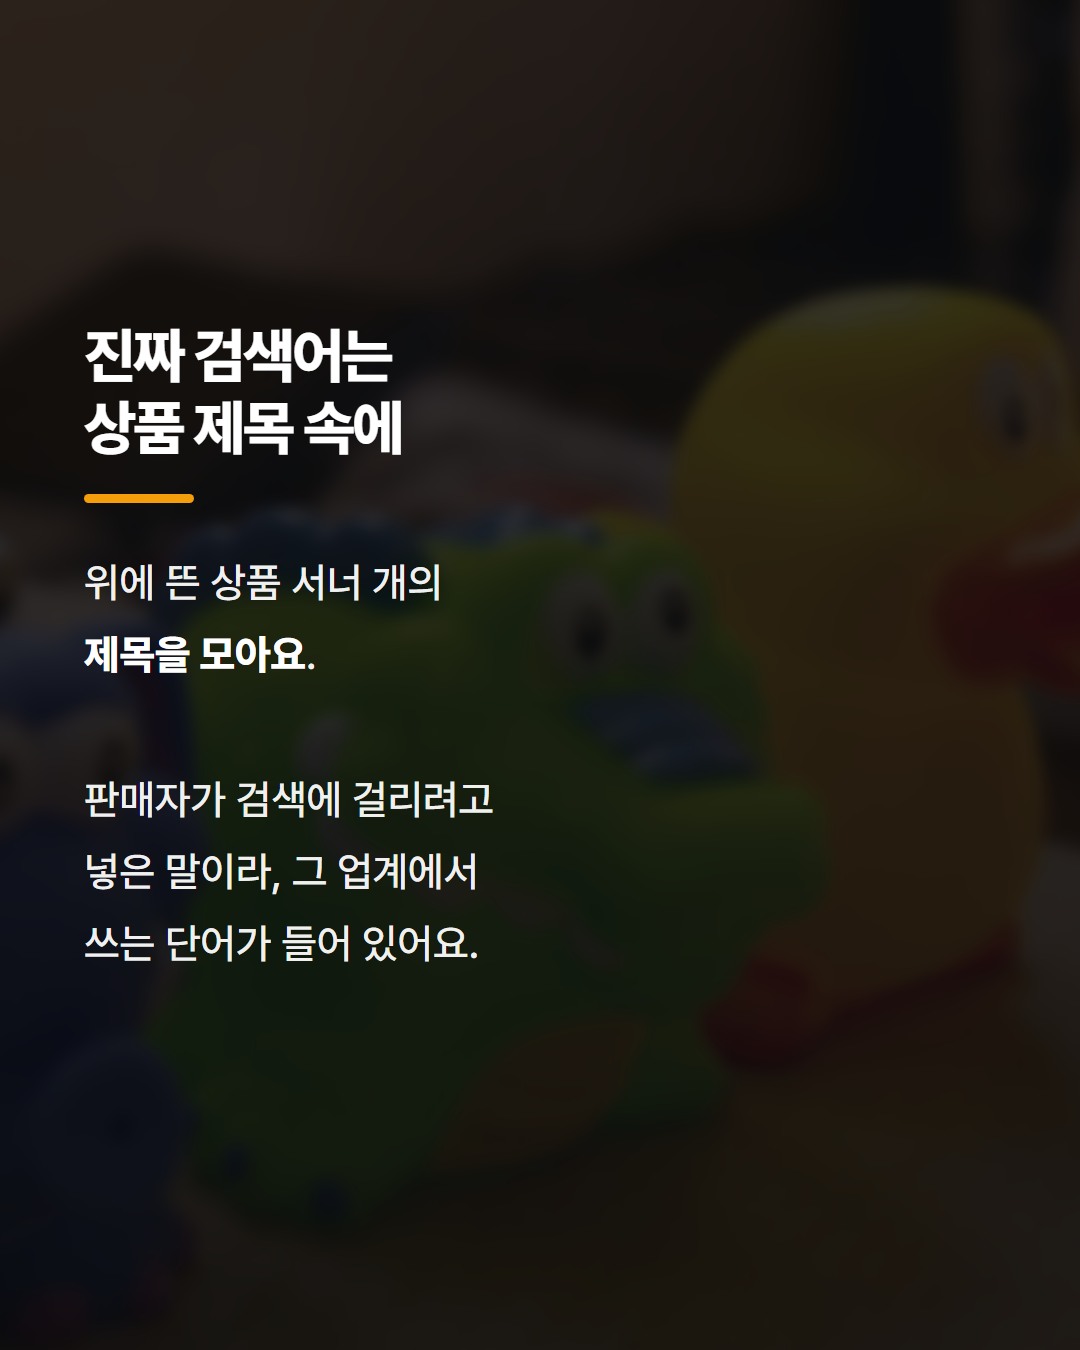 진짜 검색어는
상품 제목 속에
위에 뜬 상품 서너 개의
제목을 모아요.
판매자가 검색에 걸리려고
넣은 말이라, 그 업계에서
쓰는 단어가 들어 있어요.